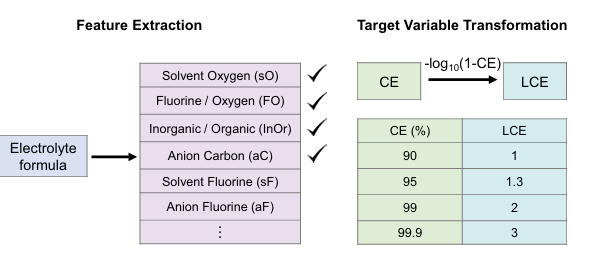 Feature Extraction
Target Variable Transformation
Electrolyte
formula
Solvent Oxygen (sO)
Fluorine / Oxygen (FO)
Inorganic / Organic (InOr)
Anion Carbon (aC)
Solvent Fluorine (sF)
Anion Fluorine (aF)
⋮
CE
-log₁₀(1-CE)
LCE
CE (%) LCE
90 1
95 1.3
99 2
99.9 3